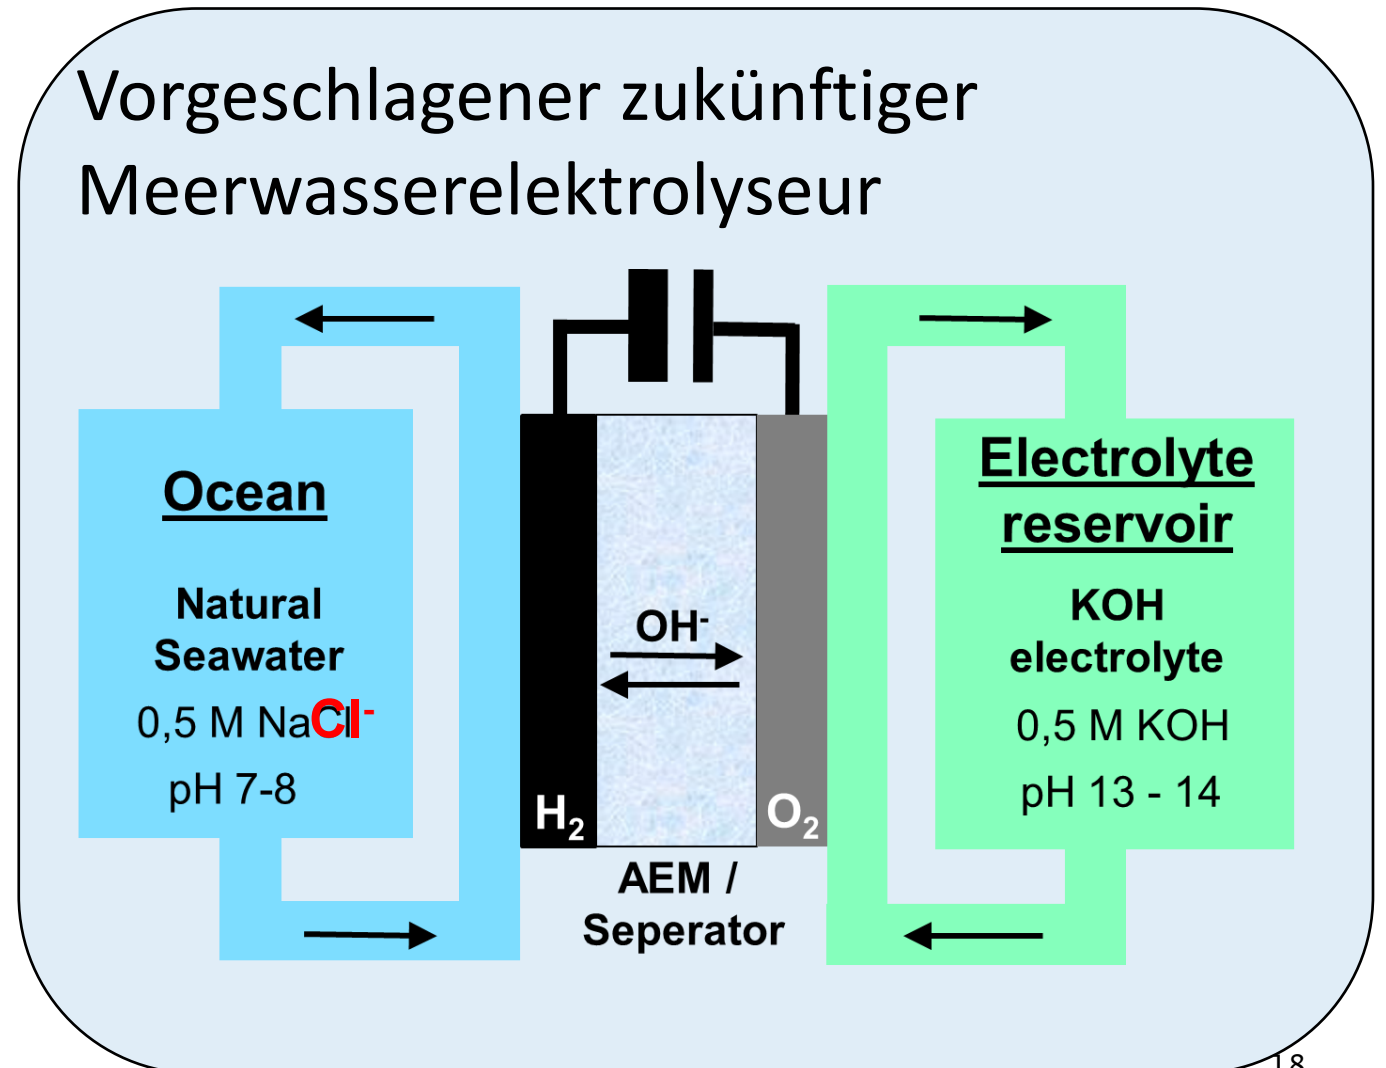 Vorgeschlagener zukünftiger
Meerwasserelektrolyseur
Ocean
Natural
Seawater
0,5 M NaCl⁻
pH 7-8
H₂
OH⁻
O₂
AEM /
Seperator
Electrolyte
reservoir
KOH
electrolyte
0,5 M KOH
pH 13 - 14
18